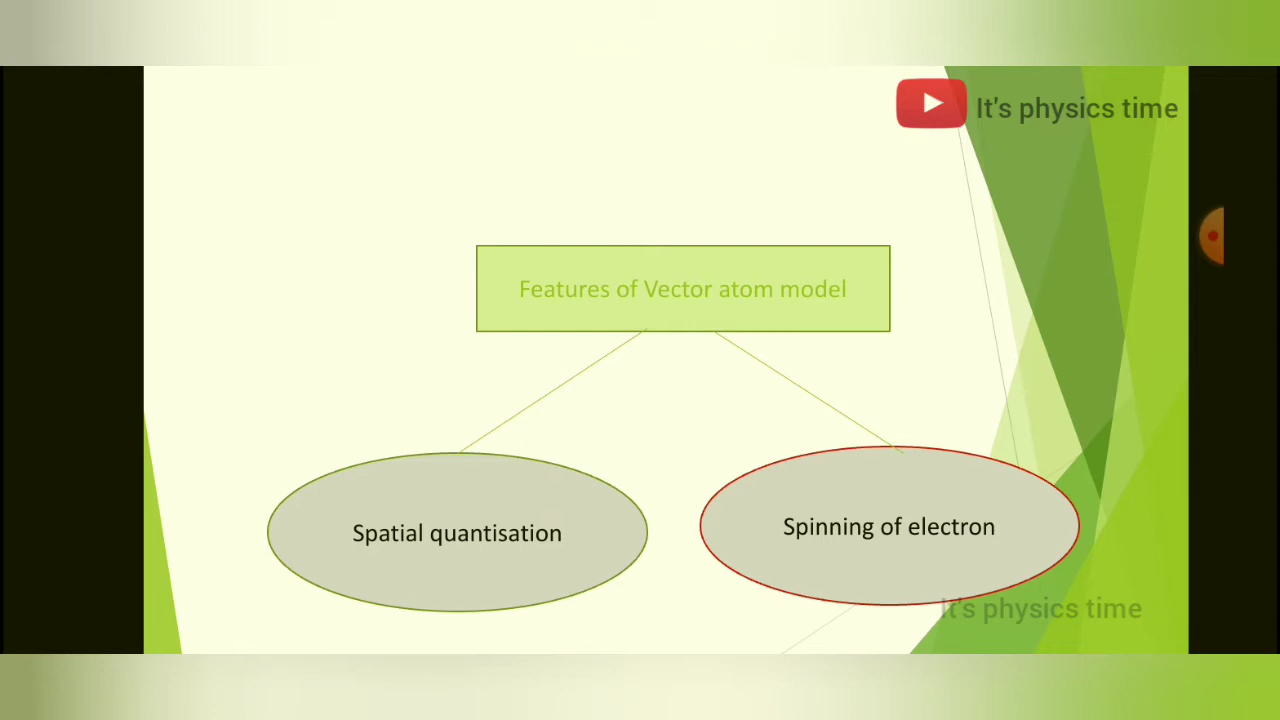 It's physics time
Features of Vector atom model
Spatial quantisation
Spinning of electron
It's physics time